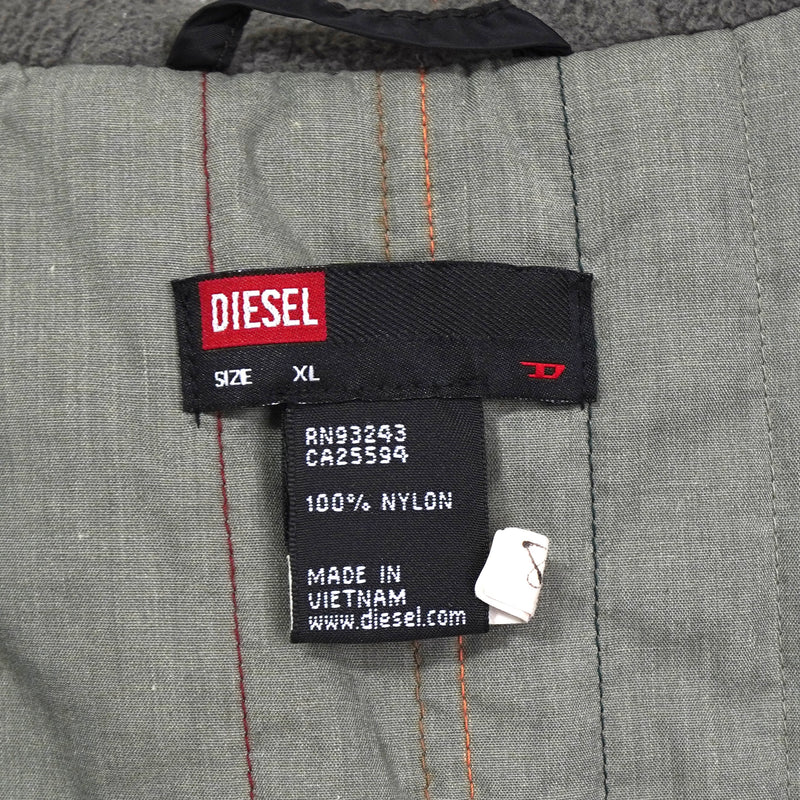 DIESEL
SIZE XL
D
RN93243
CA25594
100% NYLON
MADE IN
VIETNAM
www.diesel.com